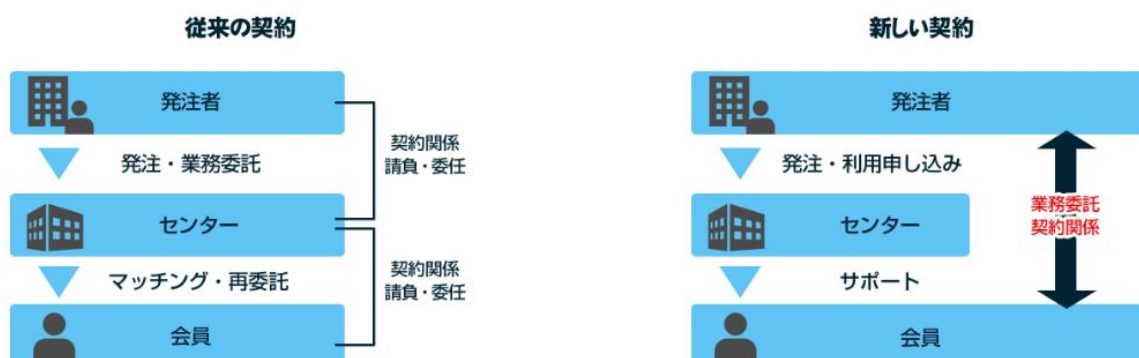 従来の契約
発注者
発注・業務委託
センター
マッチング・再委託
会員
契約関係
請負・委任
契約関係
請負・委任
新しい契約
発注者
発注・利用申し込み
センター
サポート
会員
業務委託
契約関係